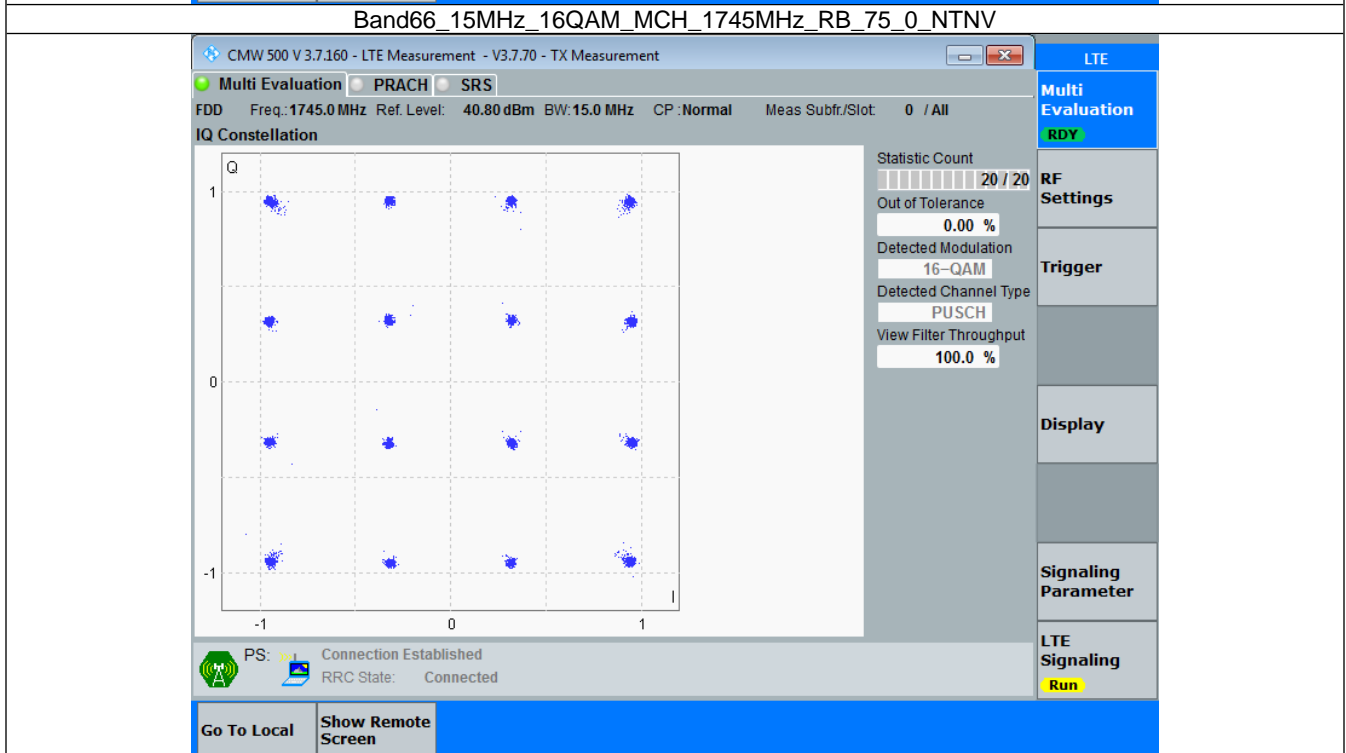 Band66_15MHz_16QAM_MCH_1745MHz_RB_75_0_NTNV
CMW 500 V 3.7.160 - LTE Measurement - V3.7.70 - TX Measurement
LTE
Multi Evaluation PRACH SRS
Multi
Evaluation
RDY
FDD Freq.:1745.0 MHz Ref. Level: 40.80 dBm BW:15.0 MHz CP :Normal Meas Subfr./Slot: 0 / All
IQ Constellation
Q
1
0
-1
-1 0 1
I
Statistic Count
20 / 20
Out of Tolerance
0.00 %
Detected Modulation
16-QAM
Detected Channel Type
PUSCH
View Filter Throughput
100.0 %
RF
Settings
Trigger
Display
Signaling
Parameter
LTE
Signaling
Run
PS: Connection Established
RRC State: Connected
Go To Local
Show Remote
Screen